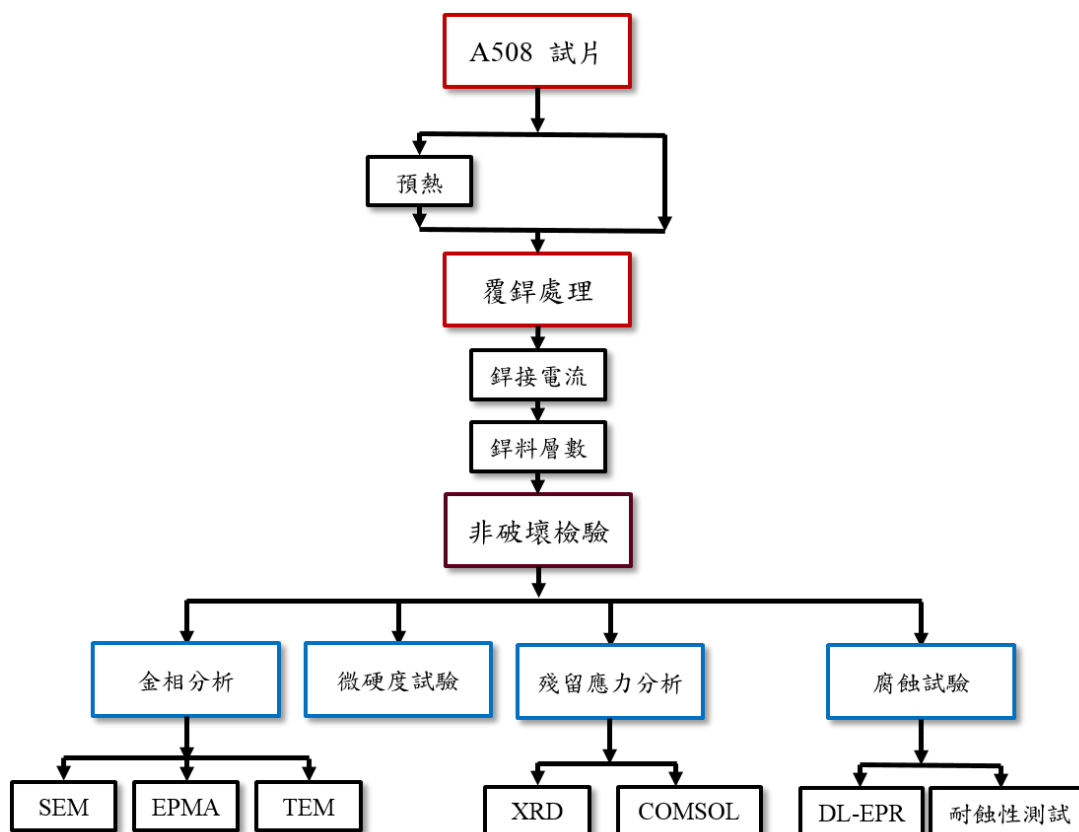 A508 試片
預熱
覆銲處理
銲接電流
銲料層數
非破壞檢驗
金相分析
微硬度試驗
殘留應力分析
腐蝕試驗
SEM
EPMA
TEM
XRD
COMSOL
DL-EPR
耐蝕性測試